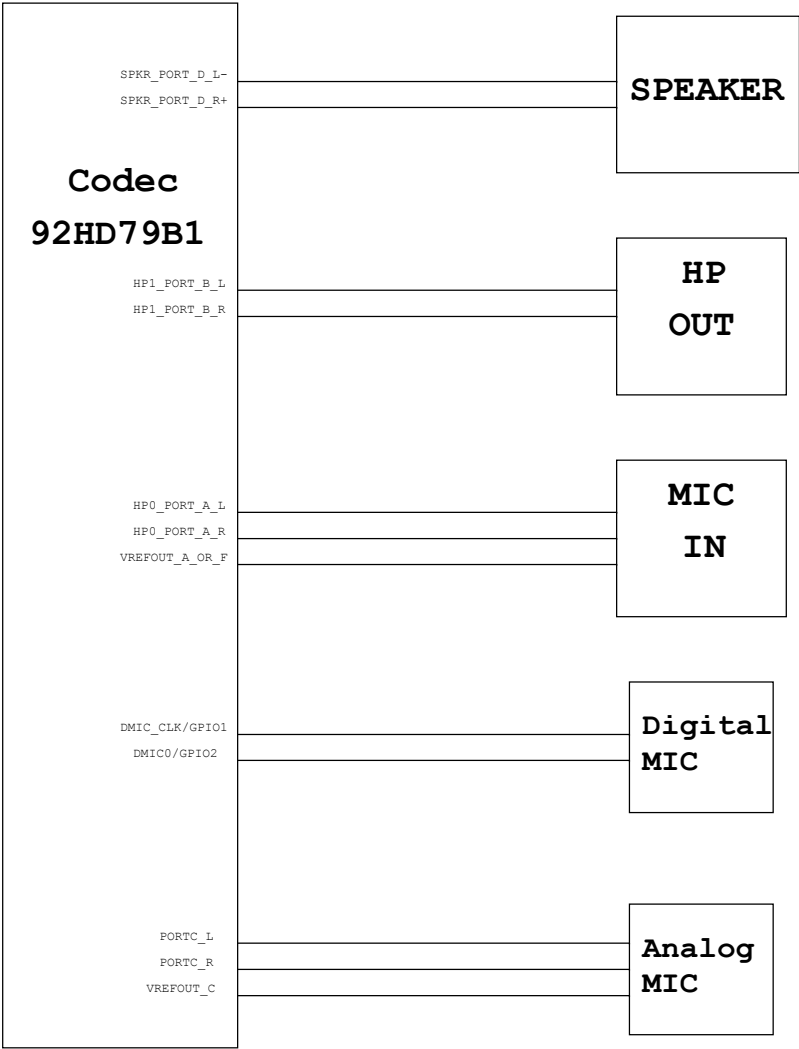 SPKR_PORT_D_L-
SPKR_PORT_D_R+
SPEAKER
Codec
92HD79B1
HP1_PORT_B_L
HP1_PORT_B_R
HP
OUT
HP0_PORT_A_L
HP0_PORT_A_R
VREFOUT_A_OR_F
MIC
IN
DMIC_CLK/GPIO1
DMIC0/GPIO2
Digital
MIC
PORTC_L
PORTC_R
VREFOUT_C
Analog
MIC